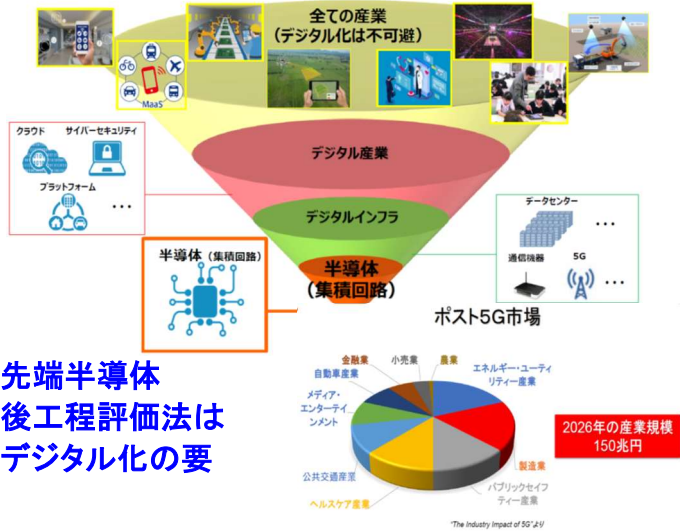 全ての産業
（デジタル化は不可避）
MaaS
デジタル産業
クラウド
サイバーセキュリティ
プラットフォーム
・・・
デジタルインフラ
データセンター
・・・
通信機器
5G
・・・
半導体（集積回路）
半導体
（集積回路）
ポスト5G市場
先端半導体
後工程評価法は
デジタル化の要
金融業
小売業
農業
自動車産業
エネルギー・ユーティ
リティー産業
メディア・
エンターテイ
ンメント
2026年の産業規模
150兆円
公共交通産業
製造業
パブリックセイフ
ティー産業
ヘルスケア産業
"The Industry Impact of 5G"より